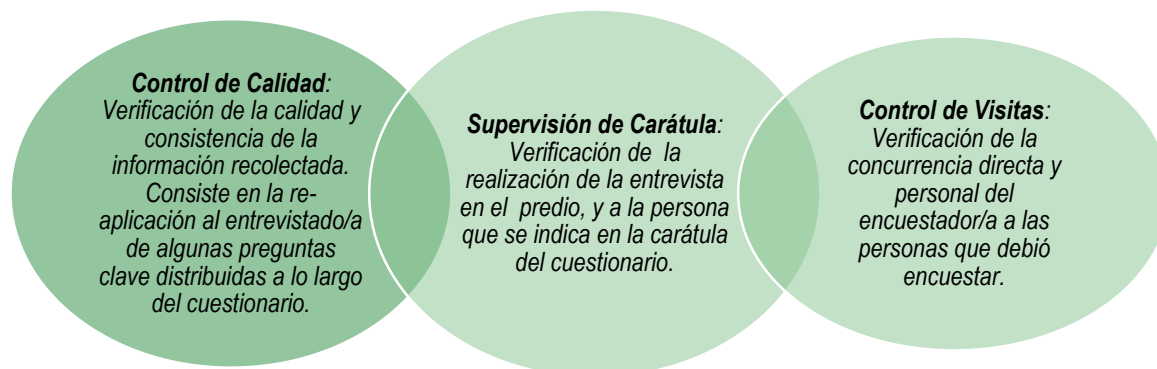 Control de Calidad:
Verificación de la calidad y
consistencia de la
información recolectada.
Consiste en la re-
aplicación al entrevistado/a
de algunas preguntas
clave distribuidas a lo largo
del cuestionario.
Supervisión de Carátula:
Verificación de la
realización de la entrevista
en el predio, y a la persona
que se indica en la carátula
del cuestionario.
Control de Visitas:
Verificación de la
concurrencia directa y
personal del
encuestador/a a las
personas que debió
encuestar.